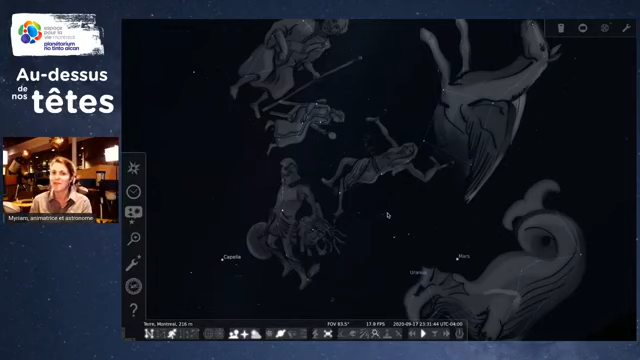 espace
pour la
vie montréal
planétarium
rio tinto alcan
Au-dessus
de
nos
têtes
Myriam, animatrice et astronome
Capella
Mars
Uranus
Terre, Montréal, 216 m
FOV 83.5°
17.9 FPS
2020-09-27 23:31:44 UTC-04:00